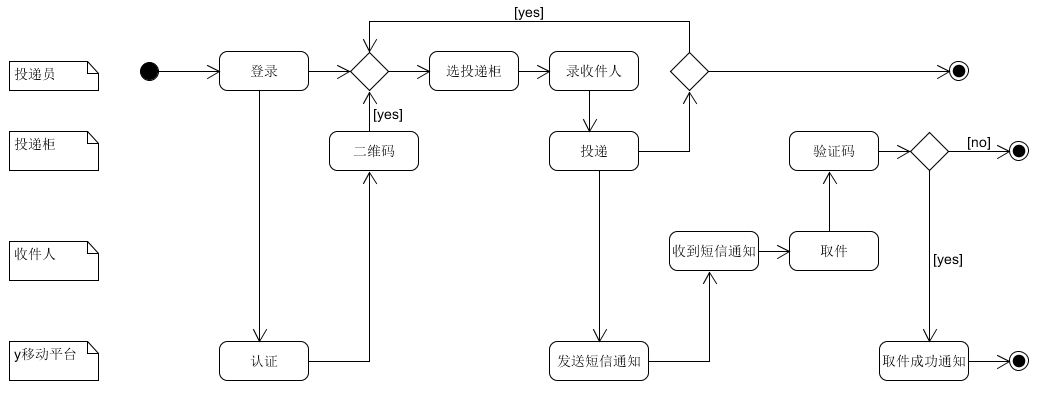 [yes]
投递员
登录
选投递柜
录收件人
[yes]
投递柜
二维码
投递
验证码
[no]
收件人
收到短信通知
取件
[yes]
y移动平台
认证
发送短信通知
取件成功通知